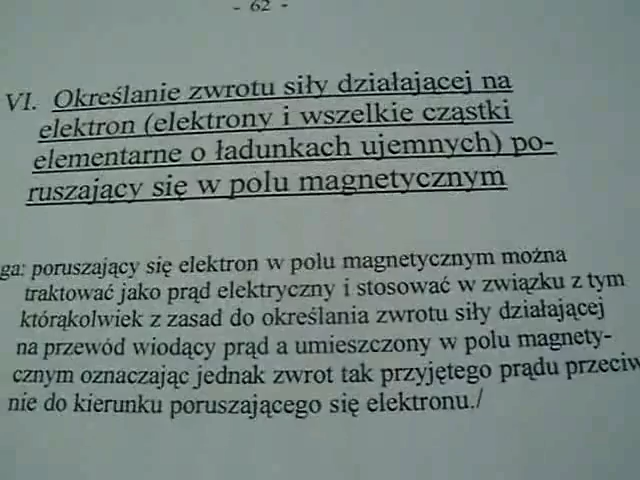 - 62 -
VI. Określanie zwrotu siły działającej na
elektron (elektrony i wszelkie cząstki
elementarne o ładunkach ujemnych) po-
ruszający się w polu magnetycznym
ga: poruszający się elektron w polu magnetycznym można
traktować jako prąd elektryczny i stosować w związku z tym
którąkolwiek z zasad do określania zwrotu siły działającej
na przewód wiodący prąd a umieszczony w polu magnety-
cznym oznaczając jednak zwrot tak przyjętego prądu przeciw
nie do kierunku poruszającego się elektronu./